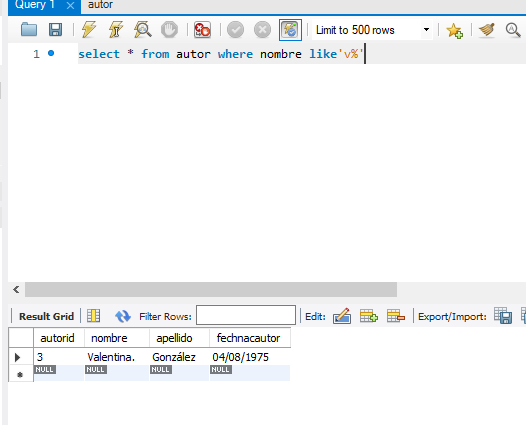 Query 1 autor
Limit to 500 rows
1 select * from autor where nombre like'v%'
Result Grid Filter Rows: Edit: Export/Import:
autorid nombre apellido fechnacautor
3 Valentina. González 04/08/1975
NULL NULL NULL NULL